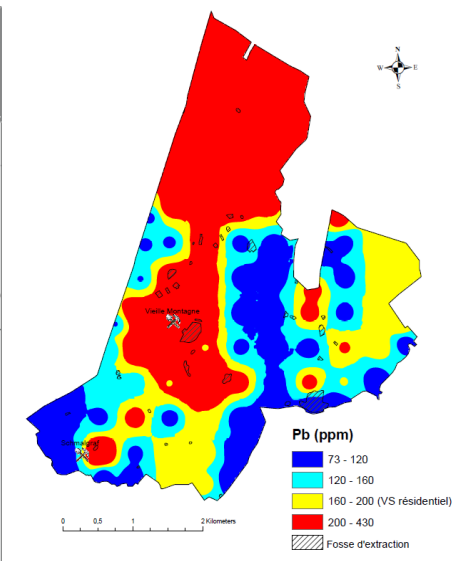 N
W E
S
Vieille Montagne
Pb (ppm)
73 - 120
120 - 160
160 - 200 (VS résidentiel)
200 - 430
Fosse d'extraction
0 0,5 1 2 Kilometers